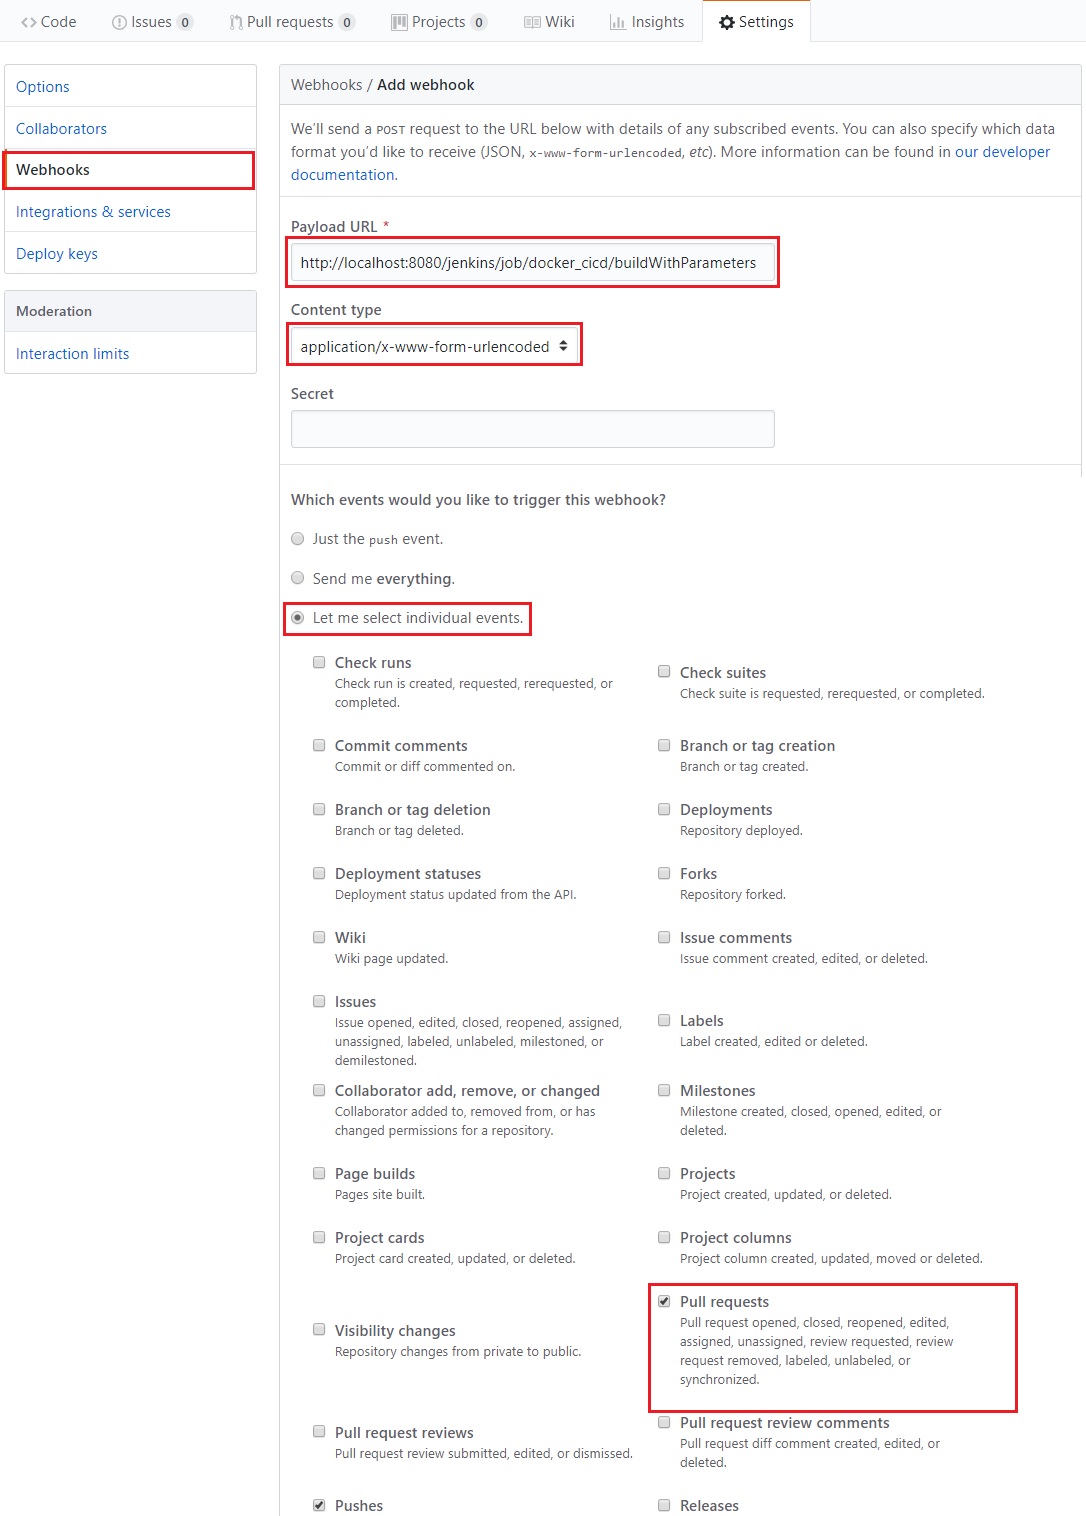 Code Issues 0 Pull requests 0 Projects 0 Wiki Insights Settings
Options
Collaborators
Webhooks
Integrations & services
Deploy keys
Moderation
Interaction limits
Webhooks / Add webhook
We'll send a POST request to the URL below with details of any subscribed events. You can also specify which data
format you'd like to receive (JSON, x-www-form-urlencoded, etc). More information can be found in our developer
documentation.
Payload URL *
http://localhost:8080/jenkins/job/docker_cicd/buildWithParameters
Content type
application/x-www-form-urlencoded
Secret
Which events would you like to trigger this webhook?
Just the push event.
Send me everything.
Let me select individual events.
Check runs
Check run is created, requested, rerequested, or
completed.
Check suites
Check suite is requested, rerequested, or completed.
Commit comments
Commit or diff commented on.
Branch or tag creation
Branch or tag created.
Branch or tag deletion
Branch or tag deleted.
Deployments
Repository deployed.
Deployment statuses
Deployment status updated from the API.
Forks
Repository forked.
Wiki
Wiki page updated.
Issue comments
Issue comment created, edited, or deleted.
Issues
Issue opened, edited, closed, reopened, assigned,
unassigned, labeled, unlabeled, milestoned, or
demilestoned.
Labels
Label created, edited or deleted.
Collaborator add, remove, or changed
Collaborator added to, removed from, or has
changed permissions for a repository.
Milestones
Milestone created, closed, opened, edited, or
deleted.
Page builds
Pages site built.
Projects
Project created, updated, or deleted.
Project cards
Project card created, updated, or deleted.
Project columns
Project column created, updated, moved or deleted.
Visibility changes
Repository changes from private to public.
Pull requests
Pull request opened, closed, reopened, edited,
assigned, unassigned, review requested, review
request removed, labeled, unlabeled, or
synchronized.
Pull request reviews
Pull request review submitted, edited, or dismissed.
Pull request review comments
Pull request diff comment created, edited, or
deleted.
Pushes
Releases